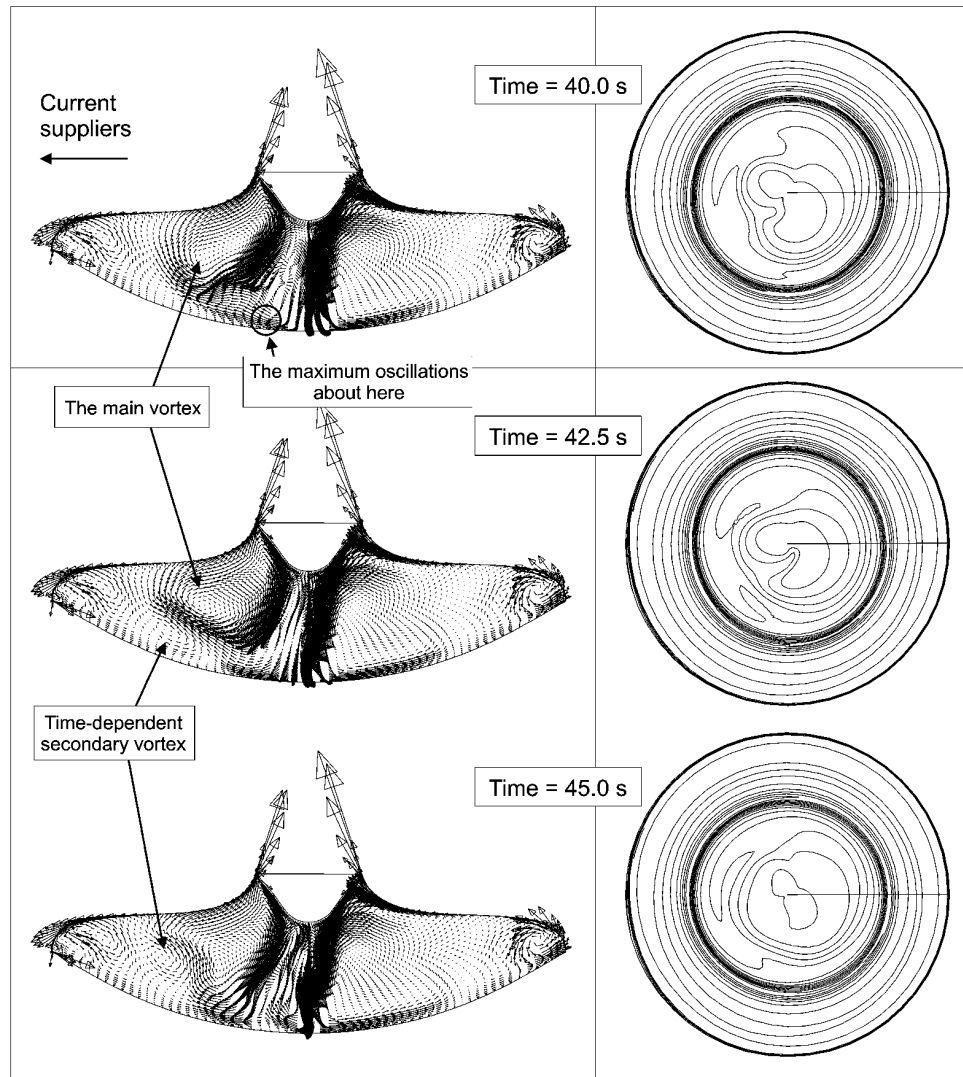 Time = 40.0 s
Current
suppliers
The maximum oscillations
about here
The main vortex
Time = 42.5 s
Time-dependent
secondary vortex
Time = 45.0 s